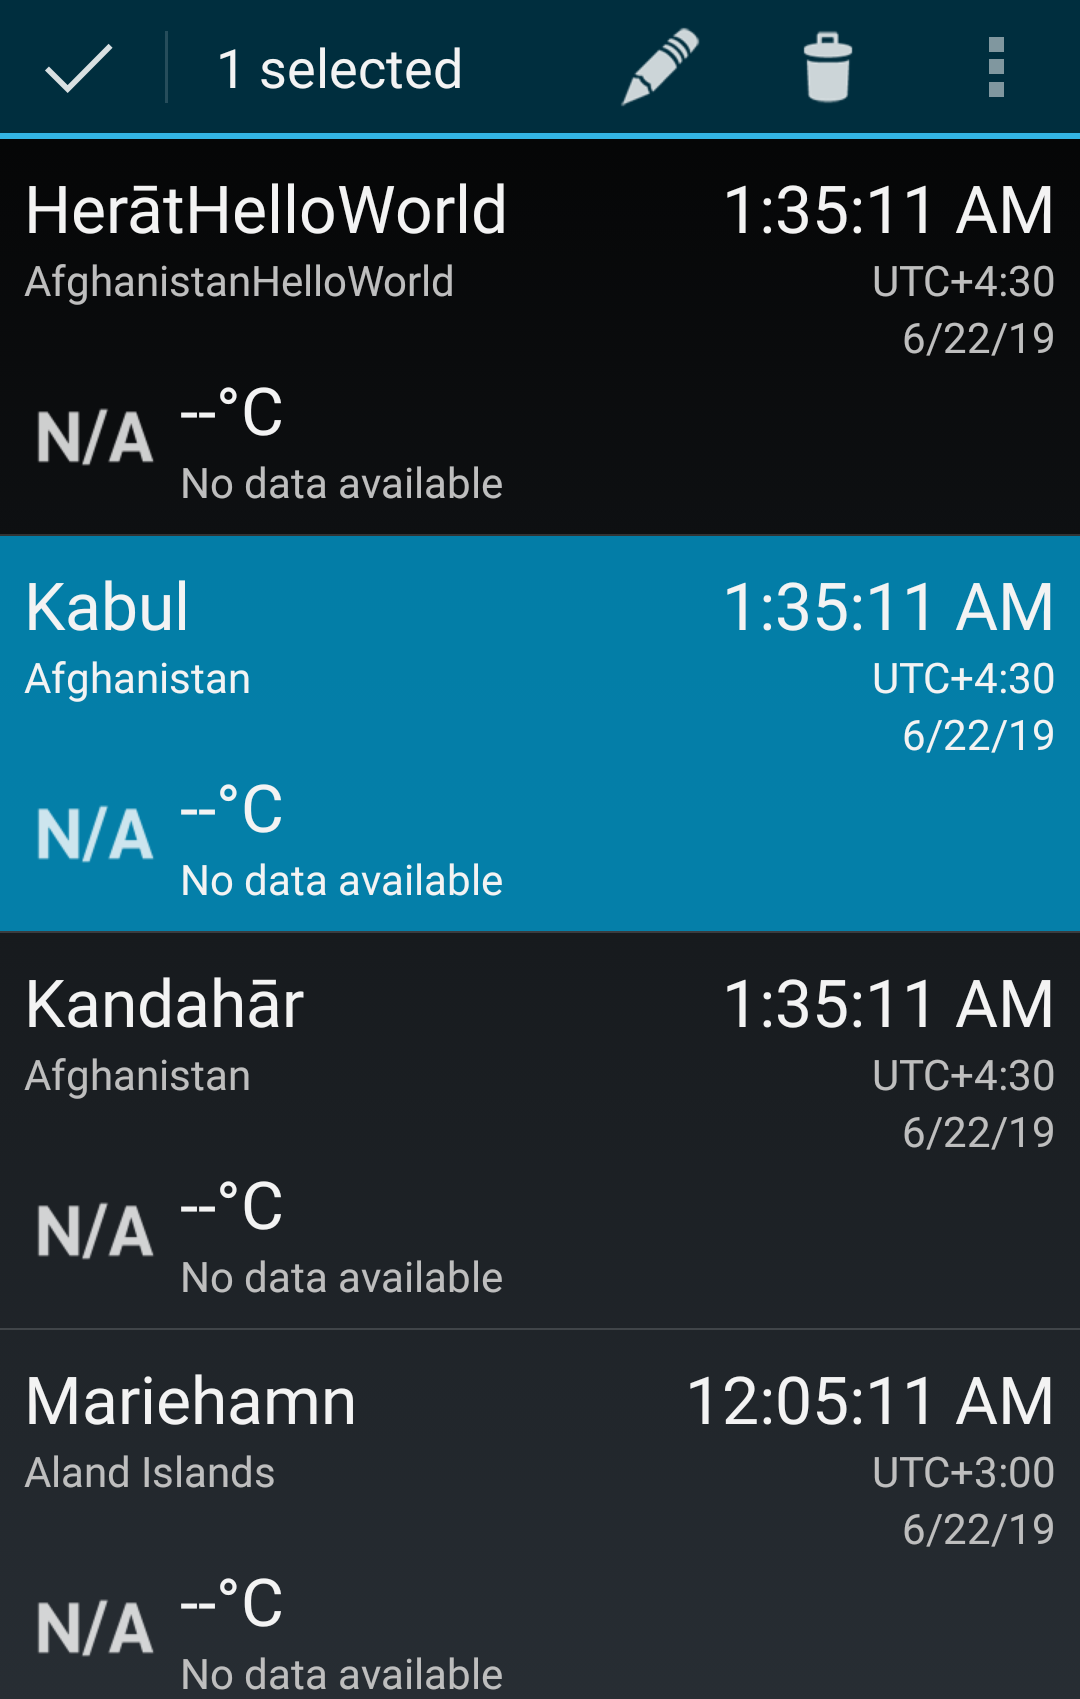 1 selected
HerātHelloWorld 1:35:11 AM
AfghanistanHelloWorld UTC+4:30
6/22/19
N/A --°C
No data available
Kabul 1:35:11 AM
Afghanistan UTC+4:30
6/22/19
N/A --°C
No data available
Kandahār 1:35:11 AM
Afghanistan UTC+4:30
6/22/19
N/A --°C
No data available
Mariehamn 12:05:11 AM
Aland Islands UTC+3:00
6/22/19
N/A --°C
No data available